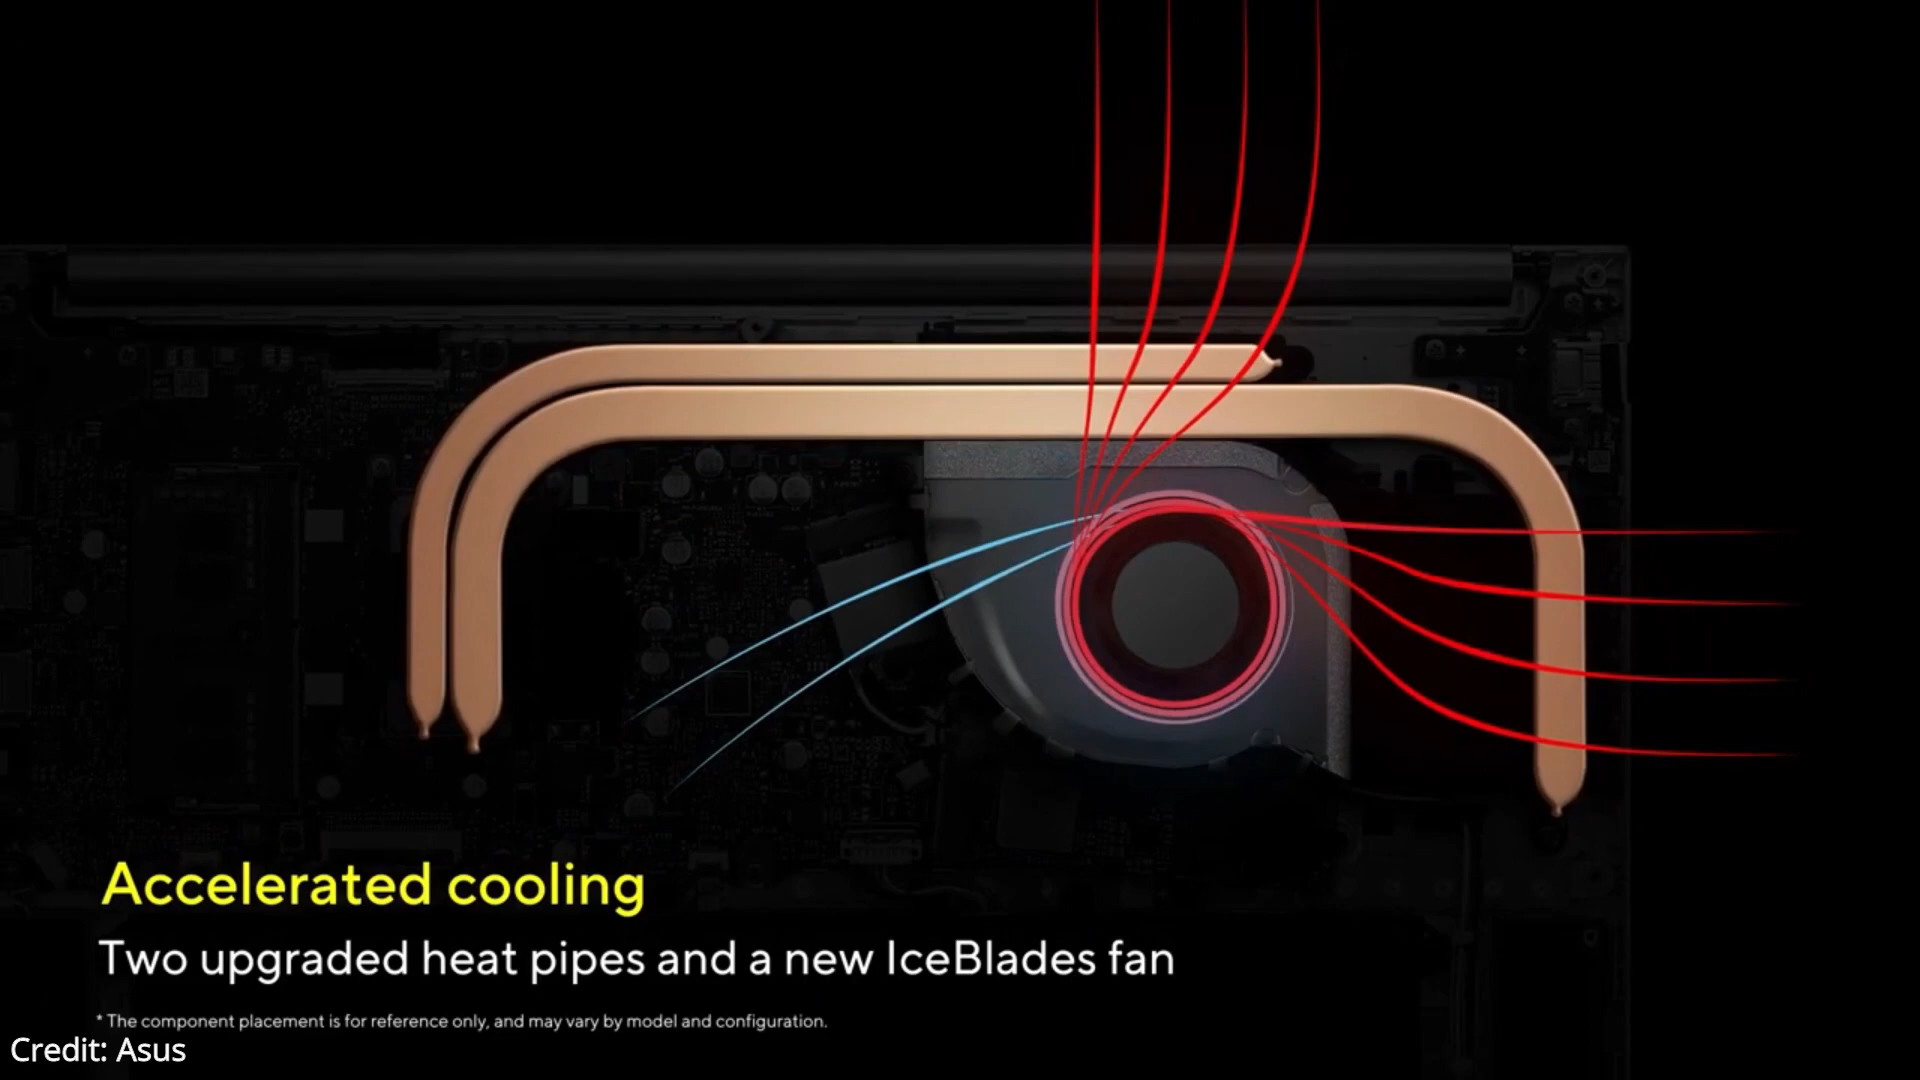 Accelerated cooling
Two upgraded heat pipes and a new IceBlades fan
* The component placement is for reference only, and may vary by model and configuration.
Credit: Asus